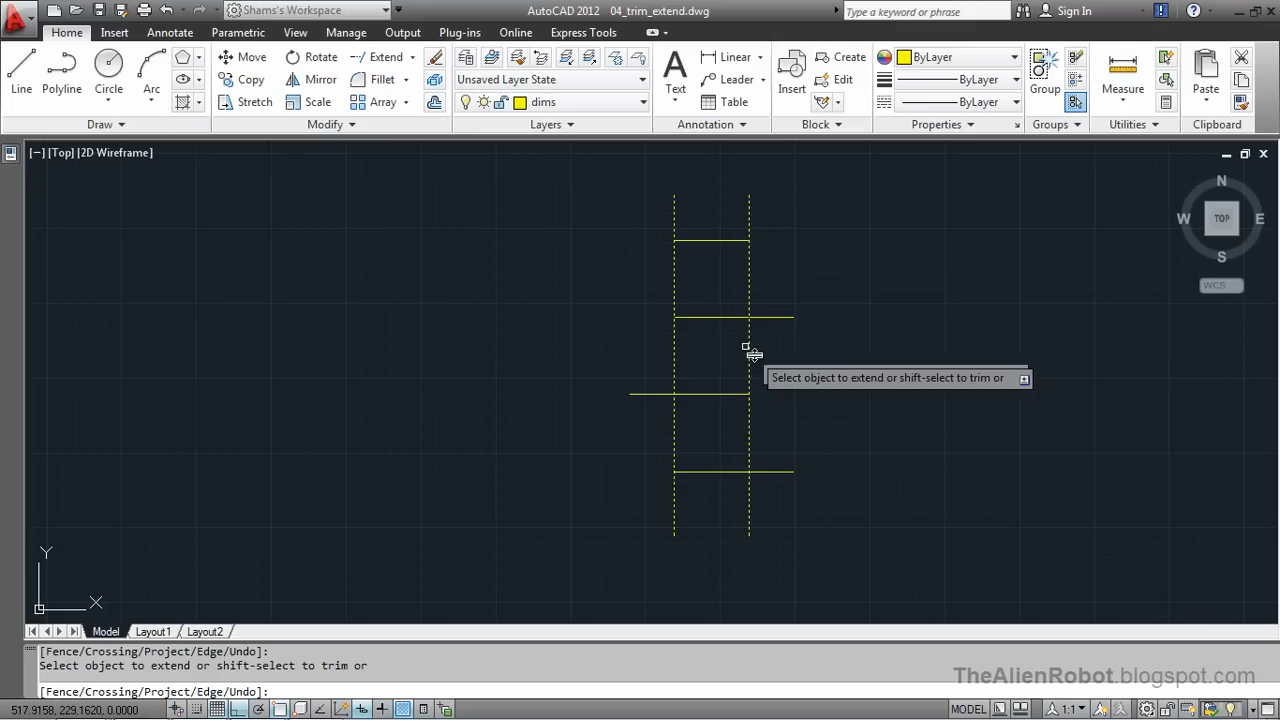 Shams's Workspace
AutoCAD 2012 04_trim_extend.dwg
Type a keyword or phrase
Sign In
Home Insert Annotate Parametric View Manage Output Plug-ins Online Express Tools
Line Polyline Circle Arc
Draw
Move Rotate Extend
Copy Mirror Fillet
Stretch Scale Array
Modify
Unsaved Layer State
dims
Layers
Text
Linear
Leader
Table
Annotation
Insert
Create
Edit
Block
ByLayer
ByLayer
ByLayer
Properties
Group
Groups
Measure
Utilities
Paste
Clipboard
[−] [Top] [2D Wireframe]
N
W TOP E
S
WCS
Select object to extend or shift-select to trim or
Y
X
Model Layout1 Layout2
[Fence/Crossing/Project/Edge/Undo]:
Select object to extend or shift-select to trim or
[Fence/Crossing/Project/Edge/Undo]:
TheAlienRobot.blogspot.com
517.9158, 229.1620, 0.0000
MODEL
1:1